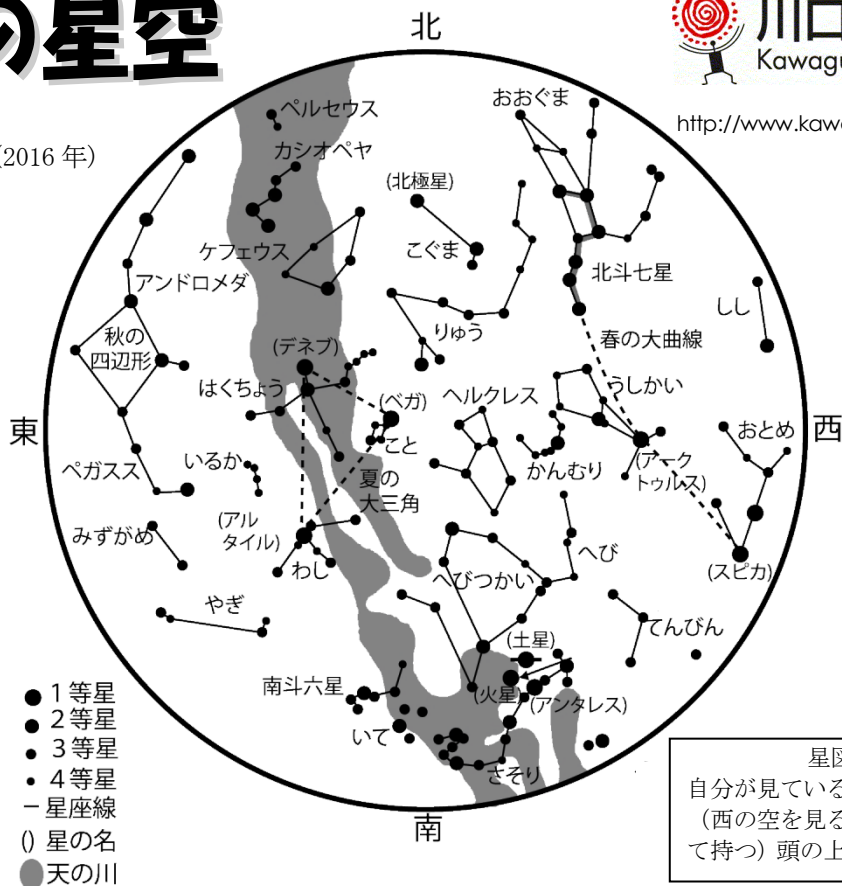 の星空
川口
Kawagu
http://www.kawa
(2016 年)
北
ペルセウス
おおぐま
カシオペヤ
(北極星)
ケフェウス
こぐま
北斗七星
アンドロメダ
しし
りゅう
春の大曲線
秋の
四辺形
(デネブ)
はくちょう
(ベガ)
ヘルクレス
うしかい
東
西
おとめ
こと
かんむり
(アーク
トゥルス)
ペガスス
いるか
夏の
大三角
みずがめ
(アル
タイル)
わし
へび
へびつかい
(スピカ)
やぎ
てんびん
(土星)
南斗六星
(火星)
(アンタレス)
いて
さそり
南
1等星
2等星
3等星
4等星
星座線
() 星の名
天の川
星図
自分が見ている
（西の空を見る
て持つ）頭の上